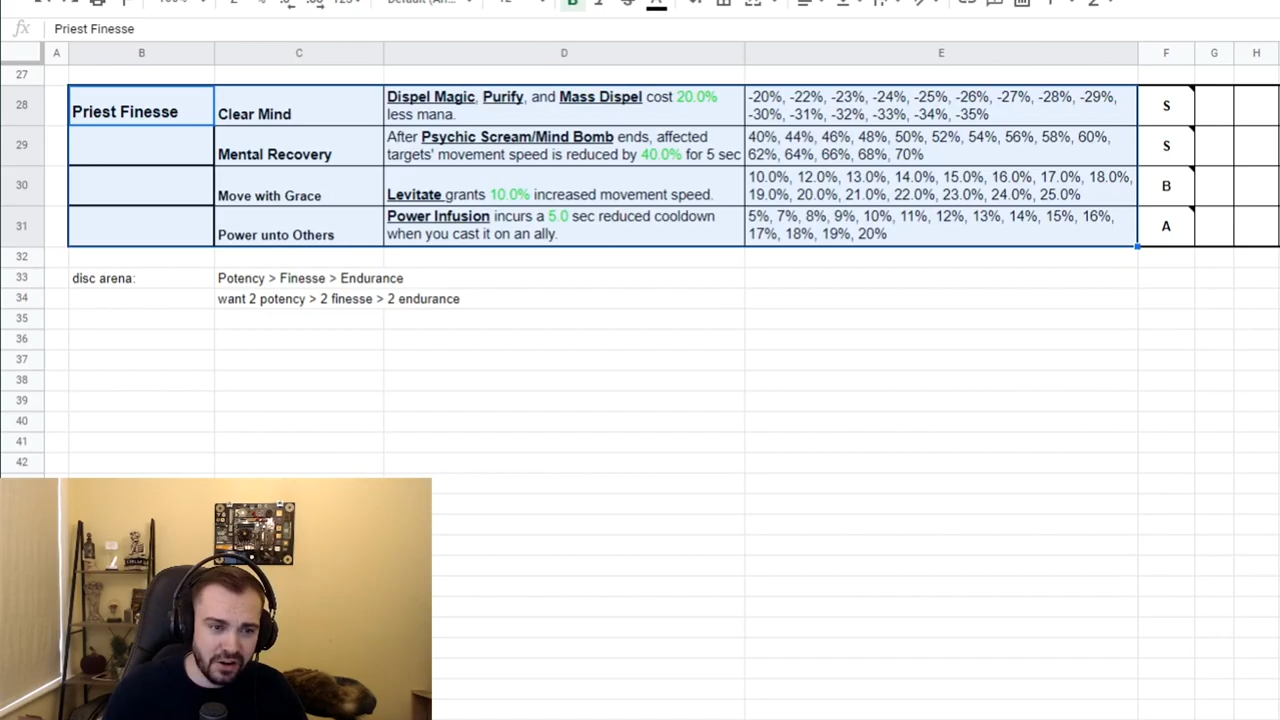 Priest Finesse
A B C D E F G H
27
28 Priest Finesse Clear Mind Dispel Magic, Purify, and Mass Dispel cost 20.0% less mana. -20%, -22%, -23%, -24%, -25%, -26%, -27%, -28%, -29%, -30%, -31%, -32%, -33%, -34%, -35% S
29 Mental Recovery After Psychic Scream/Mind Bomb ends, affected targets' movement speed is reduced by 40.0% for 5 sec 40%, 44%, 46%, 48%, 50%, 52%, 54%, 56%, 58%, 60%, 62%, 64%, 66%, 68%, 70% S
30 Move with Grace Levitate grants 10.0% increased movement speed. 10.0%, 12.0%, 13.0%, 14.0%, 15.0%, 16.0%, 17.0%, 18.0%, 19.0%, 20.0%, 21.0%, 22.0%, 23.0%, 24.0%, 25.0% B
31 Power unto Others Power Infusion incurs a 5.0 sec reduced cooldown when you cast it on an ally. 5%, 7%, 8%, 9%, 10%, 11%, 12%, 13%, 14%, 15%, 16%, 17%, 18%, 19%, 20% A
32
33 disc arena: Potency > Finesse > Endurance
34 want 2 potency > 2 finesse > 2 endurance
35
36
37
38
39
40
41
42